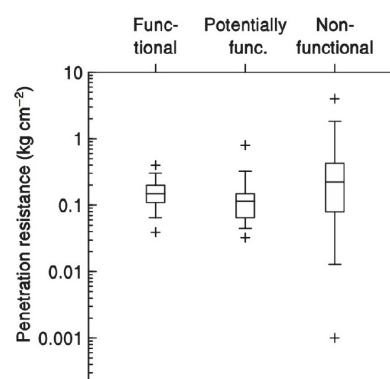 Func- Potentially Non-
tional func. functional
10
1
0.1
0.01
0.001
Penetration resistance (kg cm−2)